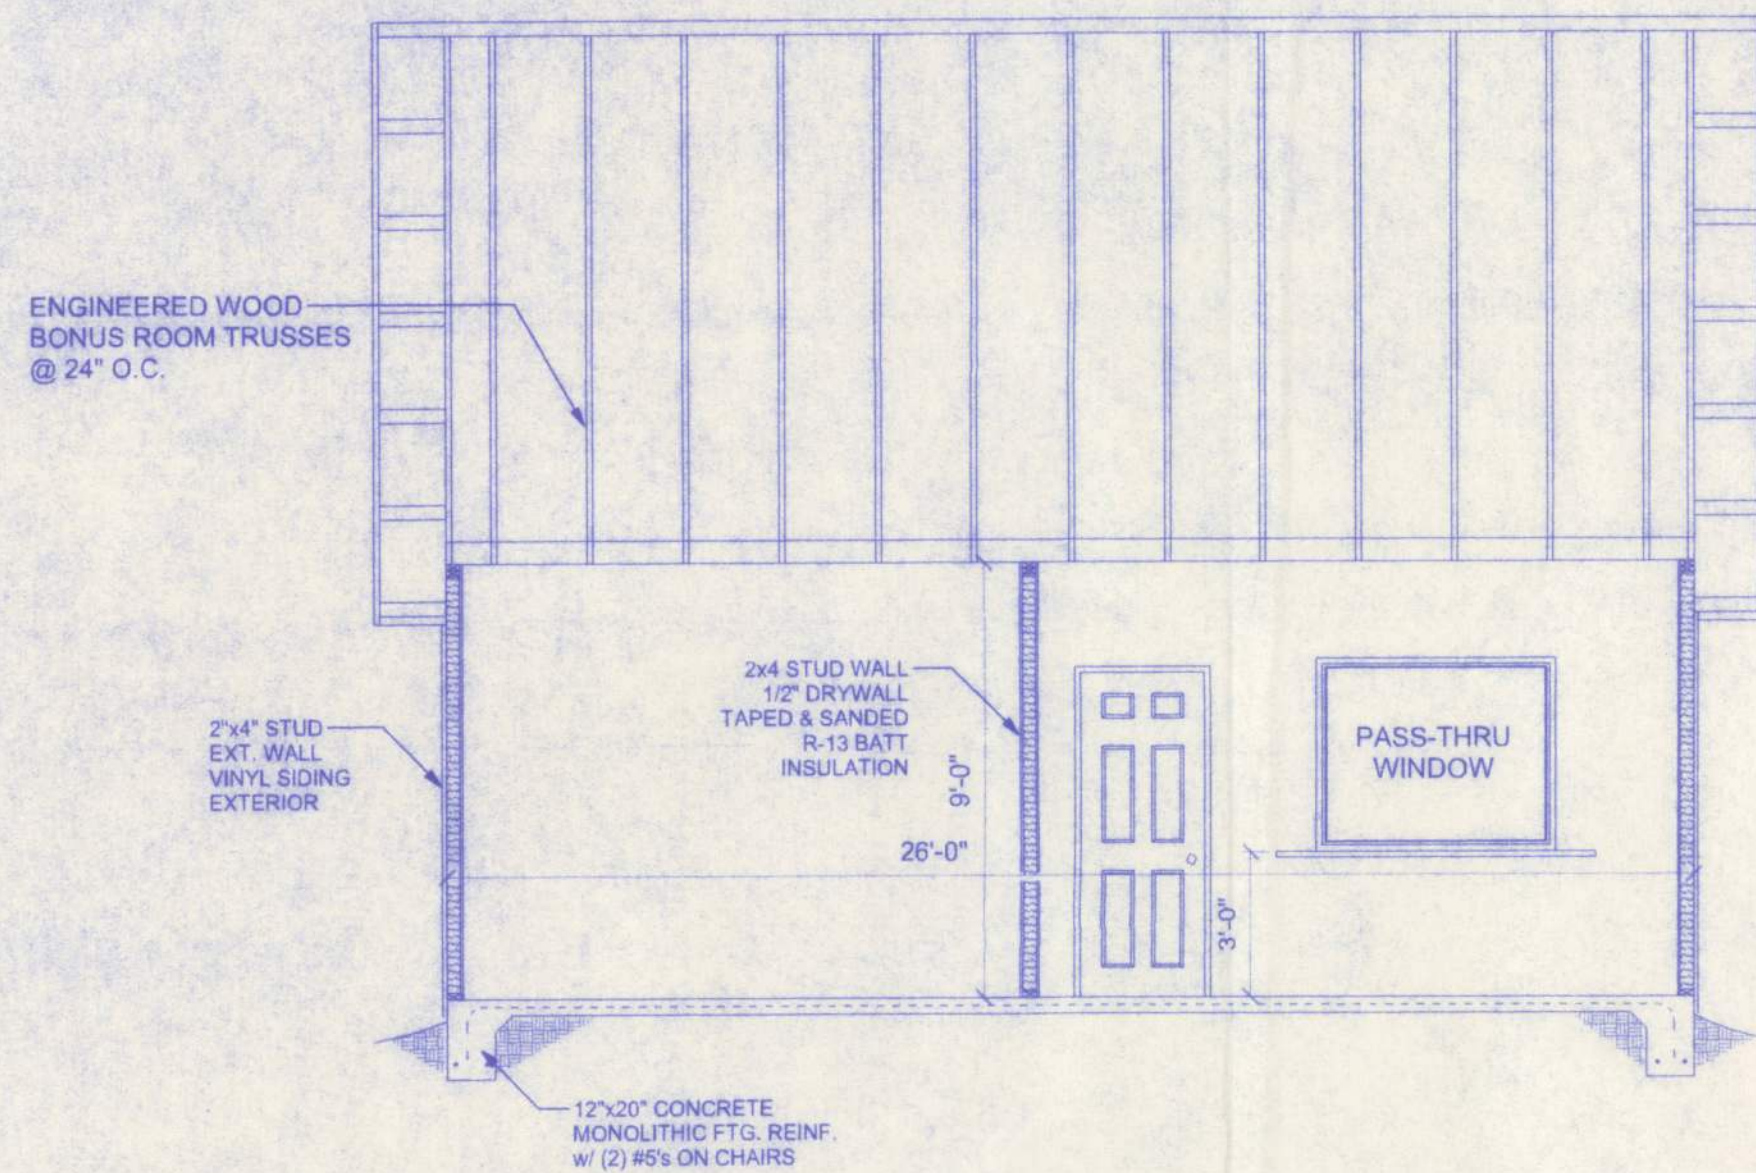 ENGINEERED WOOD
BONUS ROOM TRUSSES
@ 24" O.C.
2"x4" STUD
EXT. WALL
VINYL SIDING
EXTERIOR
2x4 STUD WALL
1/2" DRYWALL
TAPED & SANDED
R-13 BATT
INSULATION
9'-0"
26'-0"
PASS-THRU
WINDOW
3'-0"
12"x20" CONCRETE
MONOLITHIC FTG. REINF.
w/ (2) #5's ON CHAIRS